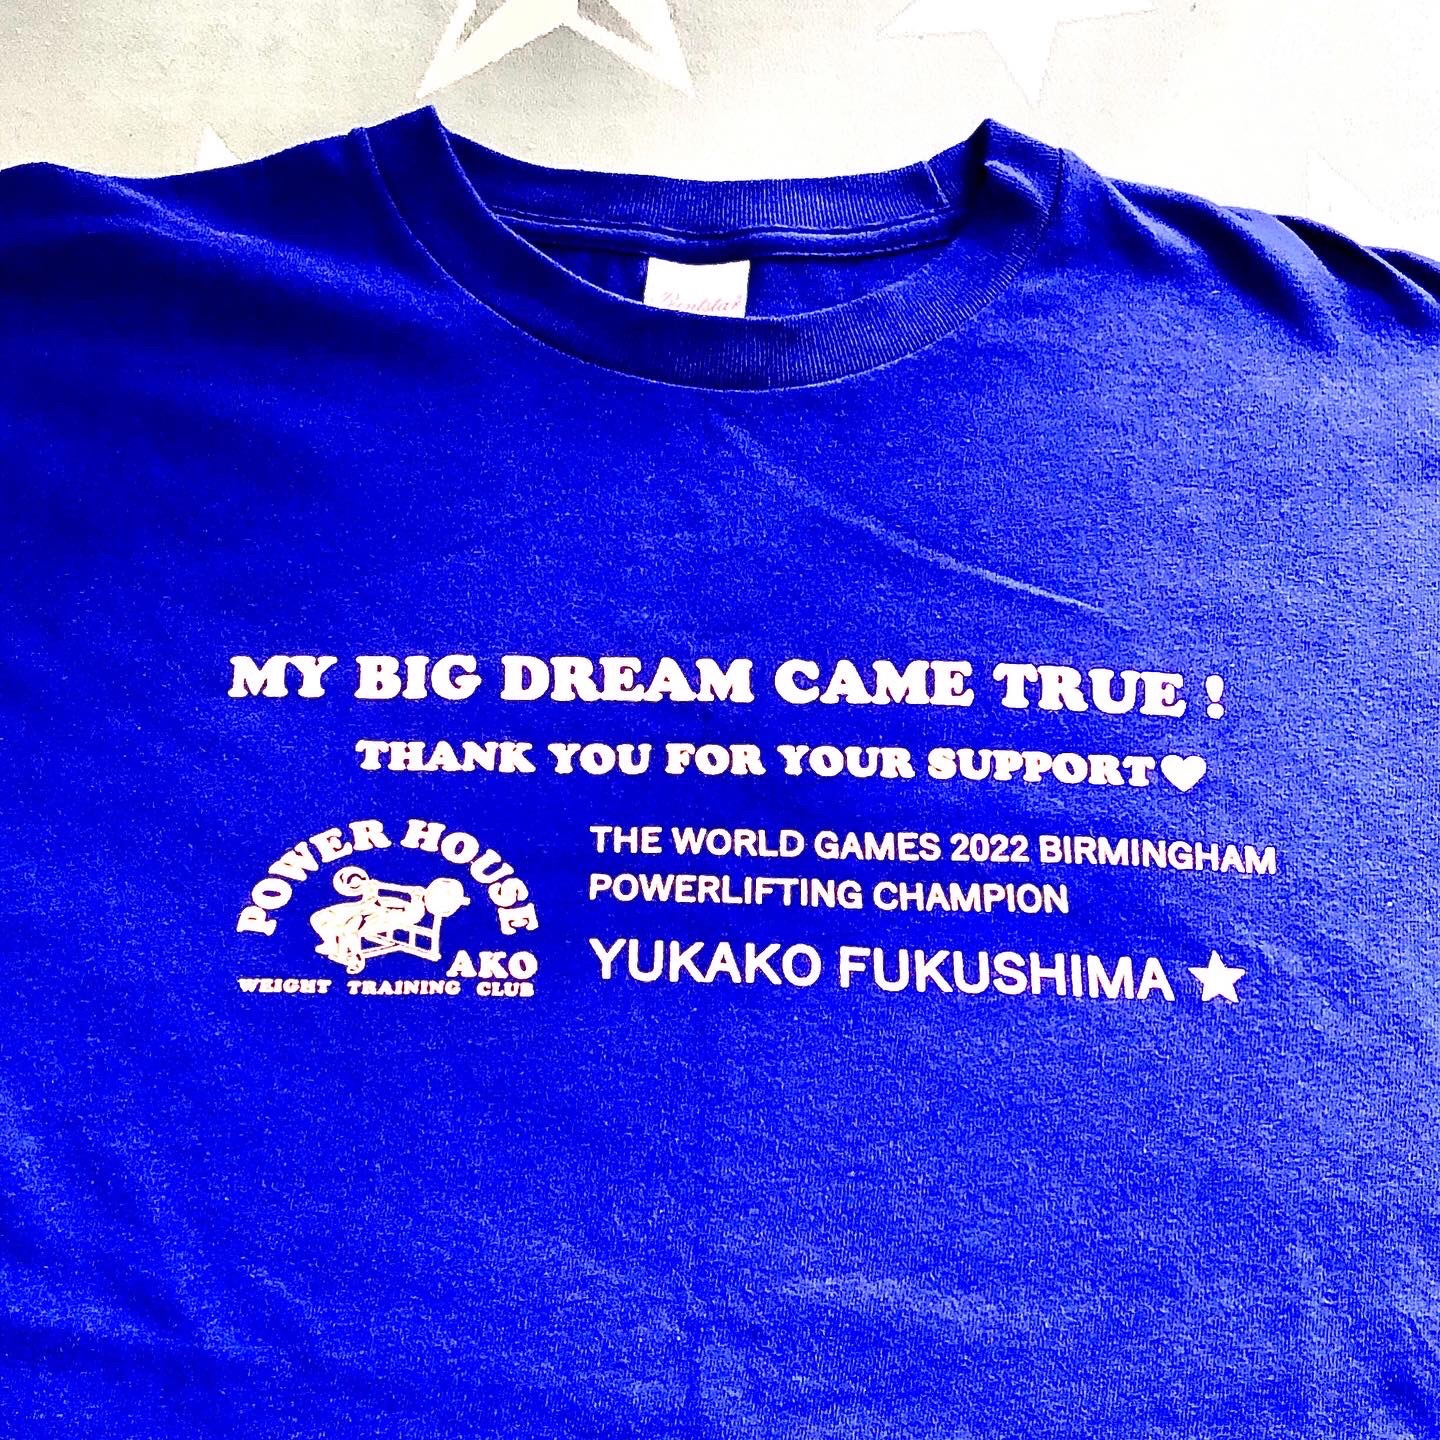 Printstar
MY BIG DREAM CAME TRUE !
THANK YOU FOR YOUR SUPPORT♥
POWER HOUSE
AKO
WEIGHT TRAINING CLUB
THE WORLD GAMES 2022 BIRMINGHAM
POWERLIFTING CHAMPION
YUKAKO FUKUSHIMA ★